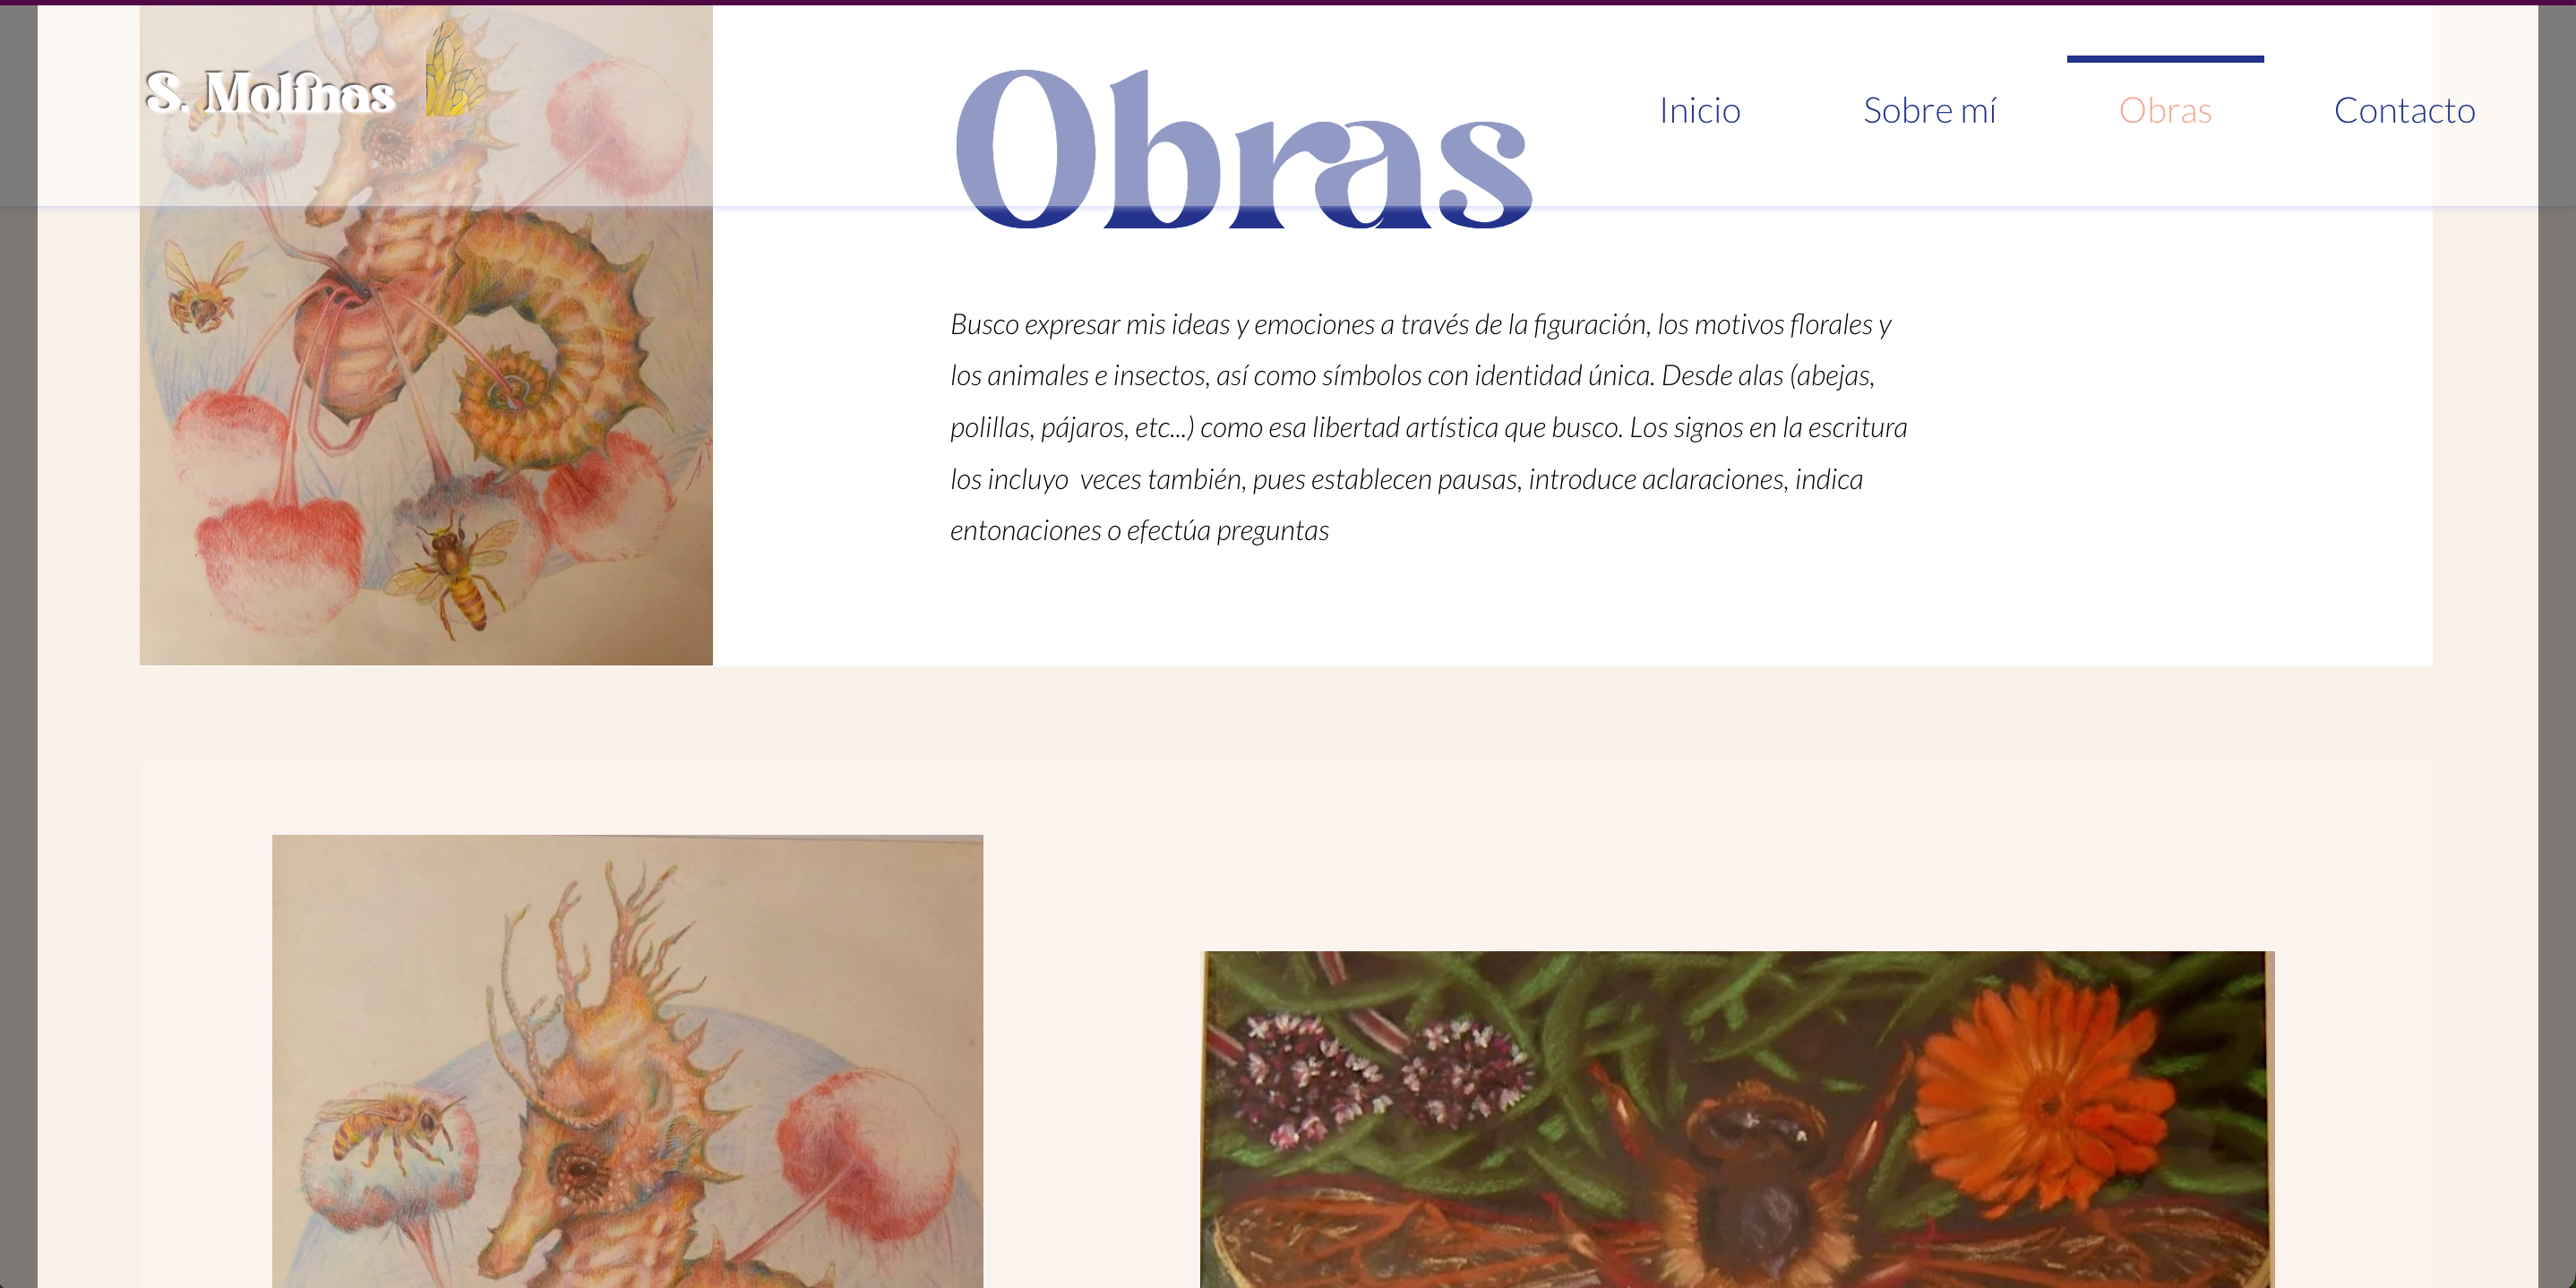 S. Molinas
Inicio
Sobre mí
Obras
Contacto
Obras
Busco expresar mis ideas y emociones a través de la figuración, los motivos florales y
los animales e insectos, así como símbolos con identidad única. Desde alas (abejas,
polillas, pájaros, etc...) como esa libertad artística que busco. Los signos en la escritura
los incluyo  veces también, pues establecen pausas, introduce aclaraciones, indica
entonaciones o efectúa preguntas